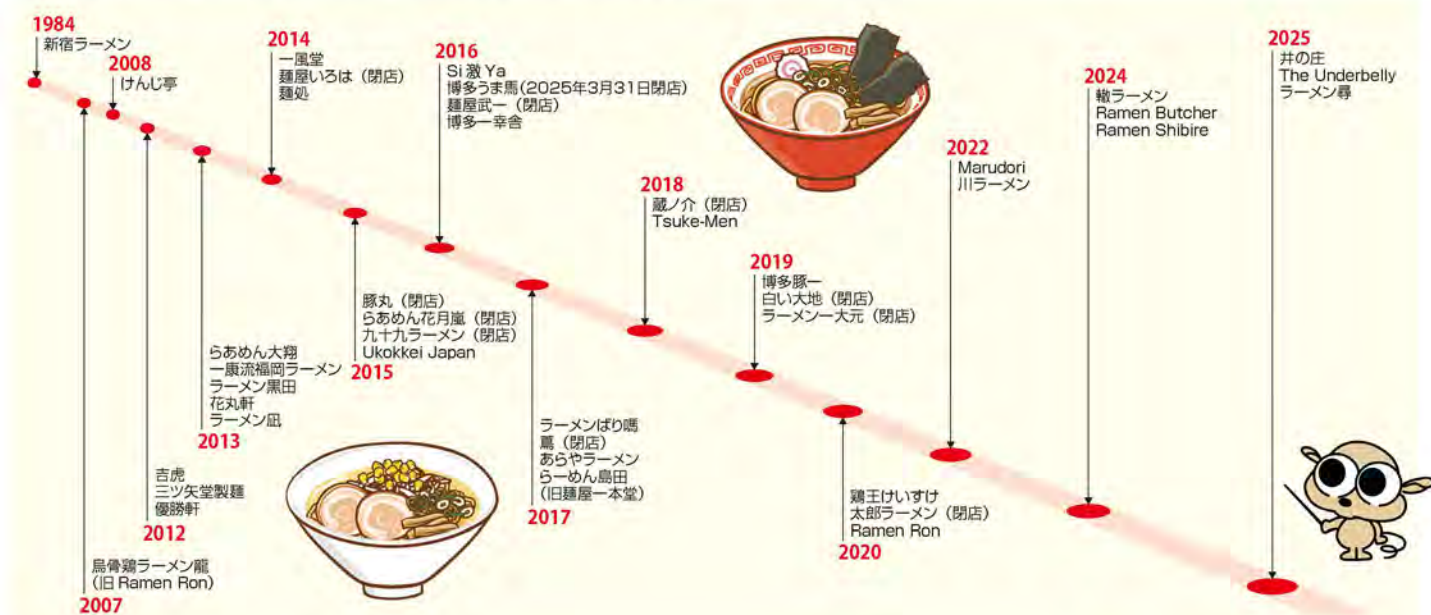 1984
新宿ラーメン
2008
けんじ亭
2014
一風堂
麺屋いろは（閉店）
麺処
2016
Si 激 Ya
博多うま馬（2025年3月31日閉店）
麺屋武一（閉店）
博多一幸舎
2018
蔵ノ介（閉店）
Tsuke-Men
2019
博多豚一
白い大地（閉店）
ラーメン一大元（閉店）
2022
Marudori
川ラーメン
2024
轍ラーメン
Ramen Butcher
Ramen Shibire
2025
井の庄
The Underbelly
ラーメン尋
烏骨鶏ラーメン龍
（旧 Ramen Ron）
2007
吉虎
三ツ矢堂製麺
優勝軒
2012
らあめん大翔
一康流福岡ラーメン
ラーメン黒田
花丸軒
ラーメン凪
2013
豚丸（閉店）
らあめん花月嵐（閉店）
九十九ラーメン（閉店）
Ukokkei Japan
2015
ラーメンばり嗎
蔦（閉店）
あらやラーメン
らーめん島田
（旧麺屋一本堂）
2017
鶏王けいすけ
太郎ラーメン（閉店）
Ramen Ron
2020